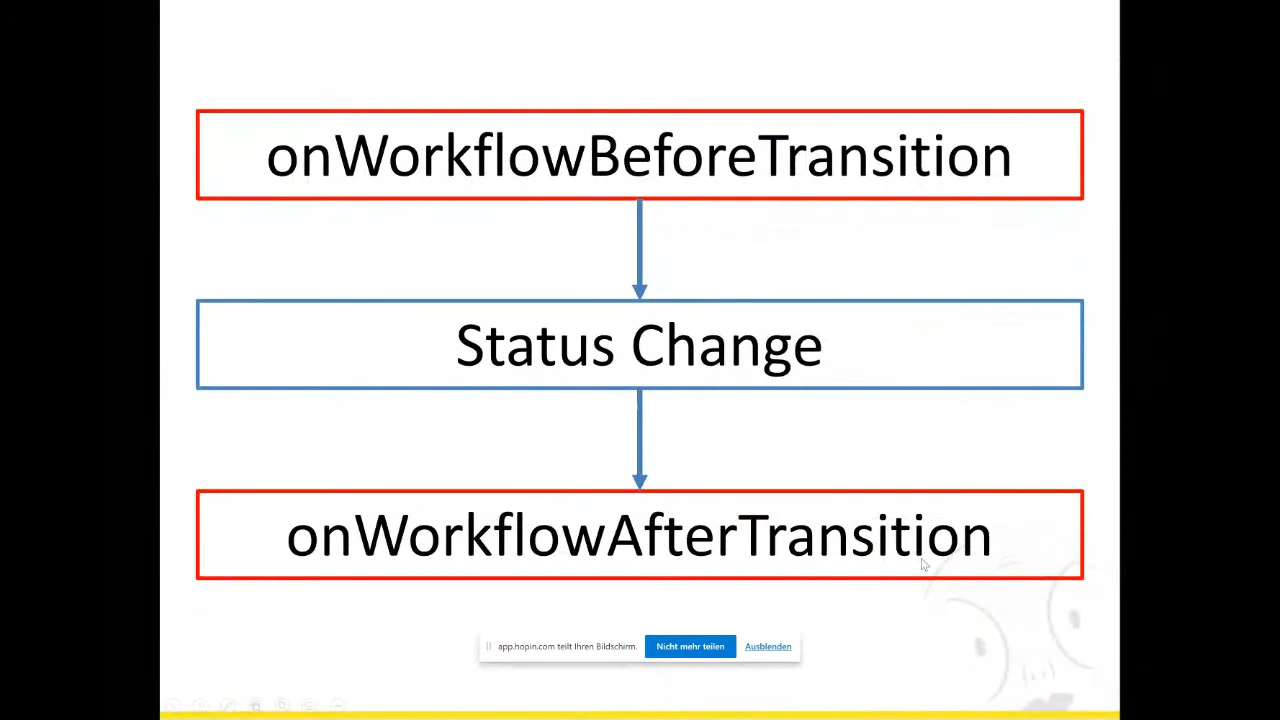 onWorkflowBeforeTransition
Status Change
onWorkflowAfterTransition
app.hopin.com teilt Ihren Bildschirm. Nicht mehr teilen Ausblenden